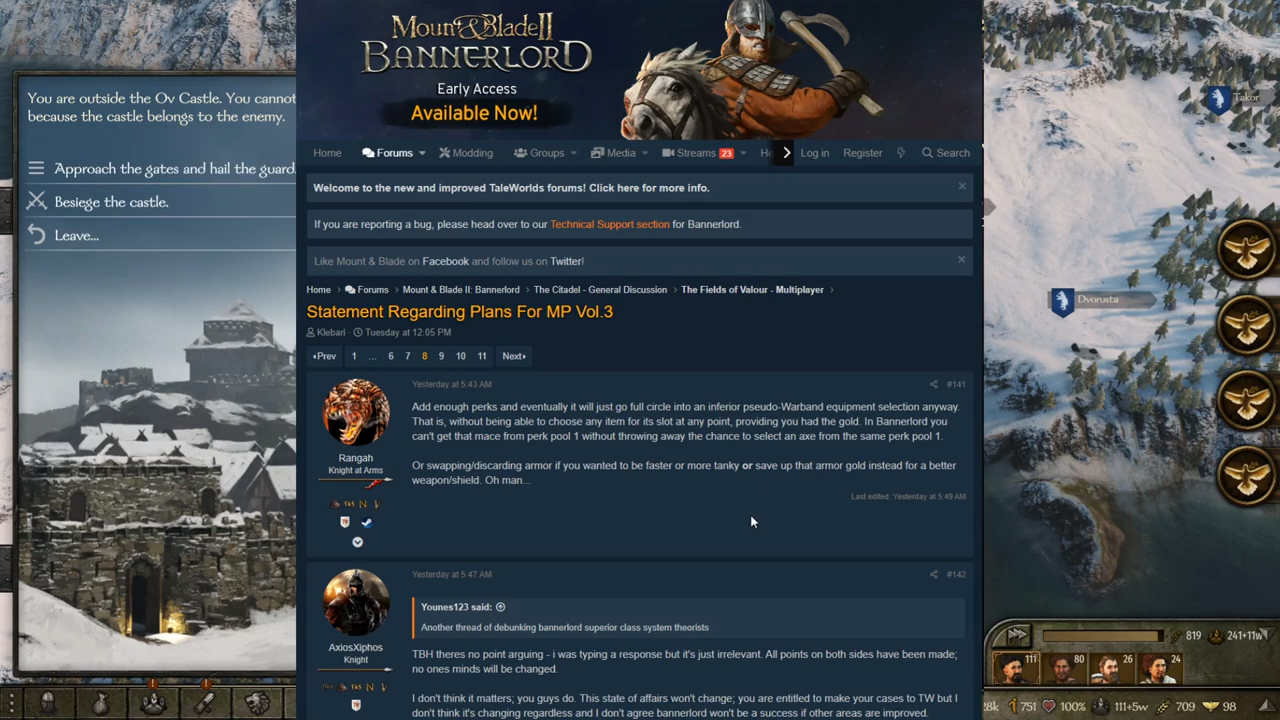 You are outside the Ov Castle. You cannot
because the castle belongs to the enemy.
Approach the gates and hail the guard.
Besiege the castle.
Leave...
MOUNT&BLADE II
BANNERLORD
Early Access
Available Now!
Home
Forums
Modding
Groups
Media
Streams 23
He
Log in
Register
Search
Welcome to the new and improved TaleWorlds forums! Click here for more info.
If you are reporting a bug, please head over to our Technical Support section for Bannerlord.
Like Mount & Blade on Facebook and follow us on Twitter!
Home > Forums > Mount & Blade II: Bannerlord > The Citadel - General Discussion > The Fields of Valour - Multiplayer >
Statement Regarding Plans For MP Vol.3
Klebari Tuesday at 12:05 PM
Prev 1 ... 6 7 8 9 10 11 Next
Yesterday at 5:43 AM
#141
Add enough perks and eventually it will just go full circle into an inferior pseudo-Warband equipment selection anyway.
That is, without being able to choose any item for its slot at any point, providing you had the gold. In Bannerlord you
can't get that mace from perk pool 1 without throwing away the chance to select an axe from the same perk pool 1.
Or swapping/discarding armor if you wanted to be faster or more tanky or save up that armor gold instead for a better
weapon/shield. Oh man...
Last edited: Yesterday at 5:49 AM
Rangah
Knight at Arms
Yesterday at 5:47 AM
#142
Younes123 said:
Another thread of debunking bannerlord superior class system theorists
TBH theres no point arguing - i was typing a response but it's just irrelevant. All points on both sides have been made;
no ones minds will be changed.
I don't think it matters; you guys do. This state of affairs won't change; you are entitled to make your cases to TW but I
don't think it's changing regardless and I don't agree bannerlord won't be a success if other areas are improved.
AxiosXiphos
Knight
Takor
Dvorusta
819 241+11w
111 80 26 24
28k 751 100% 111+5w 709 98